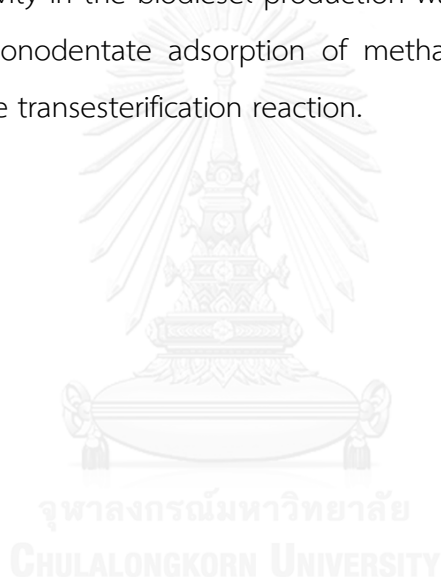 vity in the biodiesel production w
onodentate adsorption of metha
e transesterification reaction.
จุฬาลงกรณ์มหาวิทยาลัย
CHULALONGKORN UNIVERSITY